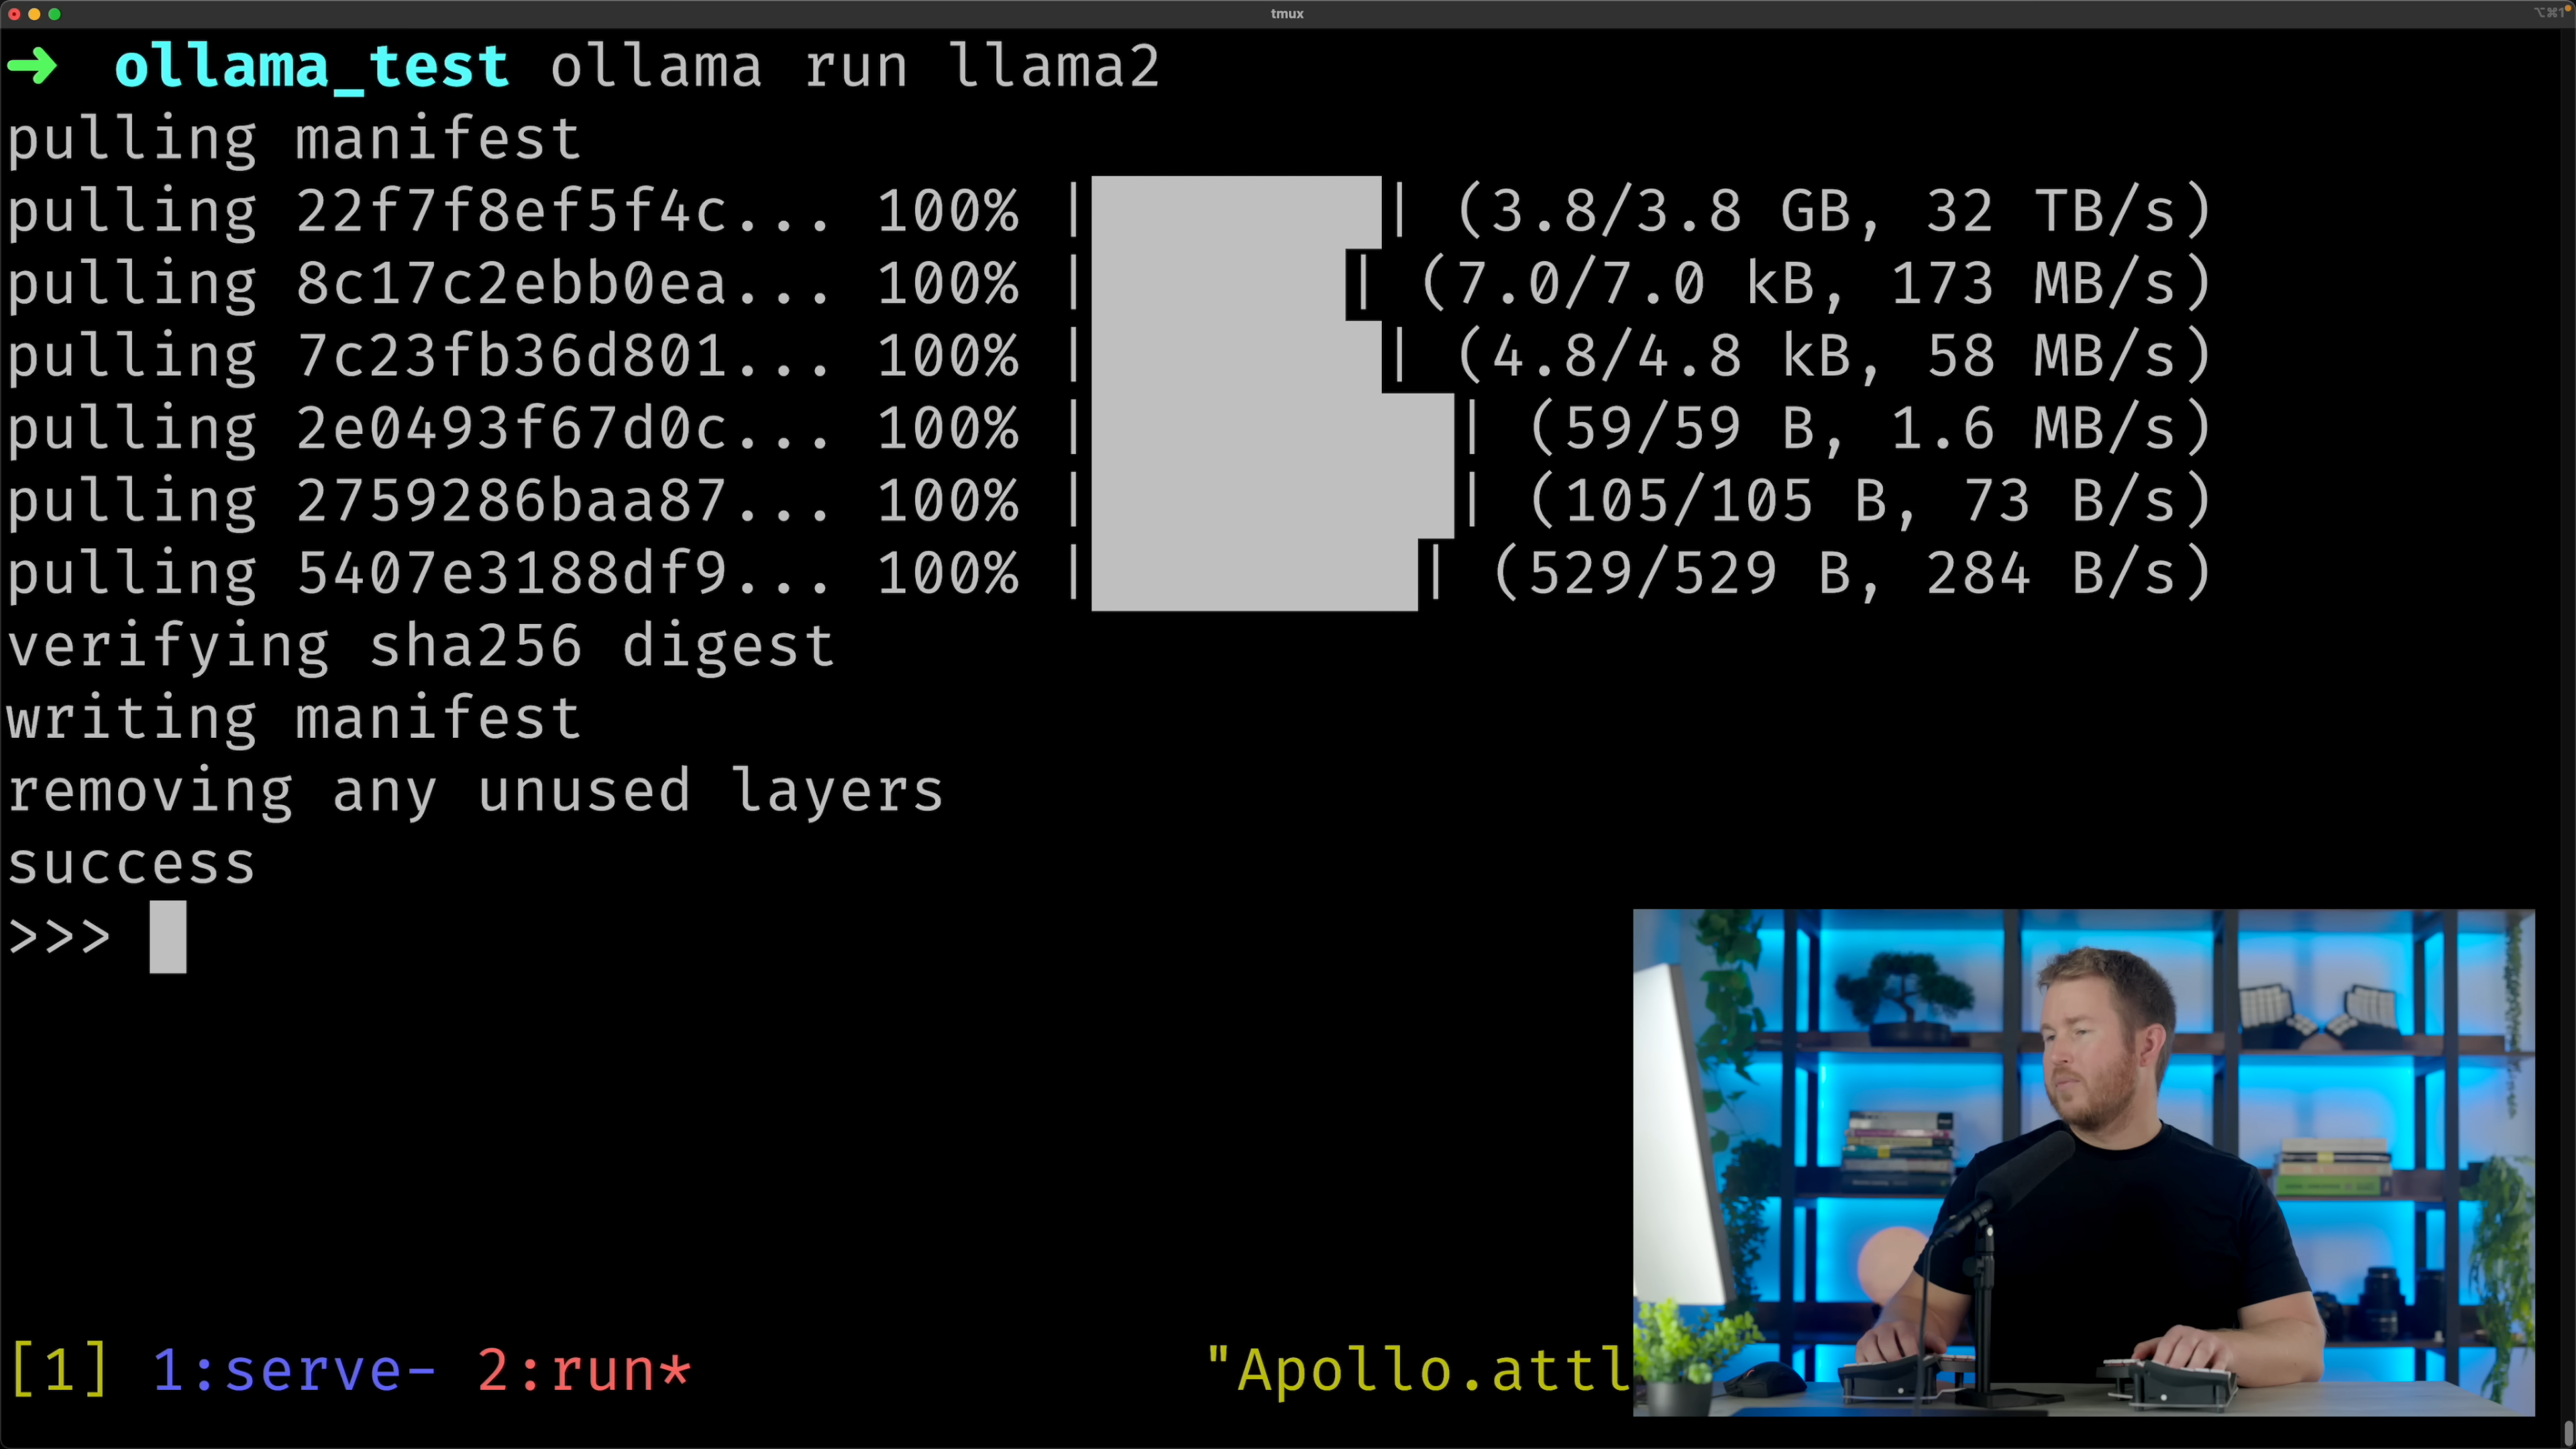 tmux
⌥⌘1
➜ ollama_test ollama run llama2
pulling manifest
pulling 22f7f8ef5f4c... 100% | | (3.8/3.8 GB, 32 TB/s)
pulling 8c17c2ebb0ea... 100% | | (7.0/7.0 kB, 173 MB/s)
pulling 7c23fb36d801... 100% | | (4.8/4.8 kB, 58 MB/s)
pulling 2e0493f67d0c... 100% | | (59/59 B, 1.6 MB/s)
pulling 2759286baa87... 100% | | (105/105 B, 73 B/s)
pulling 5407e3188df9... 100% | | (529/529 B, 284 B/s)
verifying sha256 digest
writing manifest
removing any unused layers
success
>>>
[1] 1:serve- 2:run* "Apollo.attl